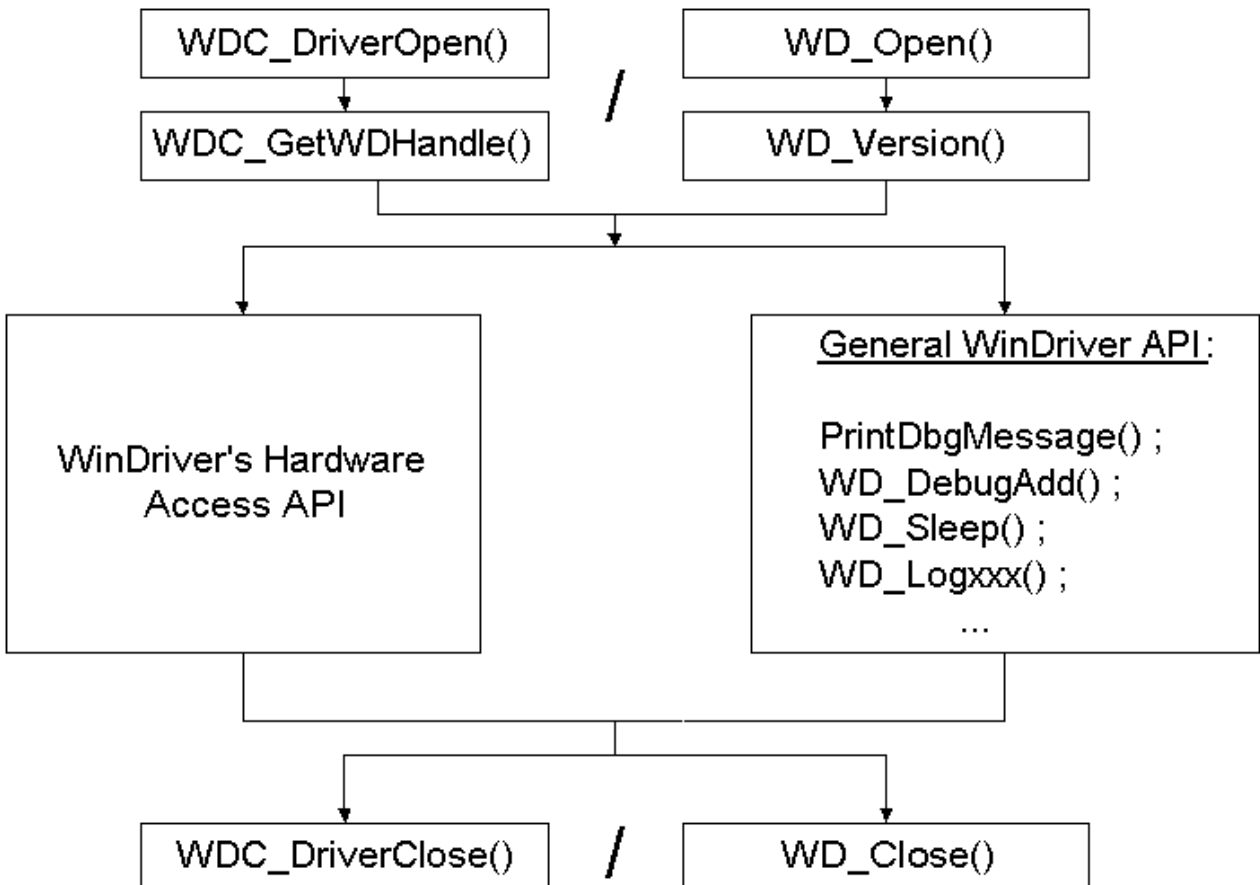 WDC_DriverOpen()
/
WD_Open()
WDC_GetWDHandle()
WD_Version()
WinDriver's Hardware
Access API
General WinDriver API:
PrintDbgMessage() ;
WD_DebugAdd() ;
WD_Sleep() ;
WD_Logxxx() ;
...
WDC_DriverClose()
/
WD_Close()